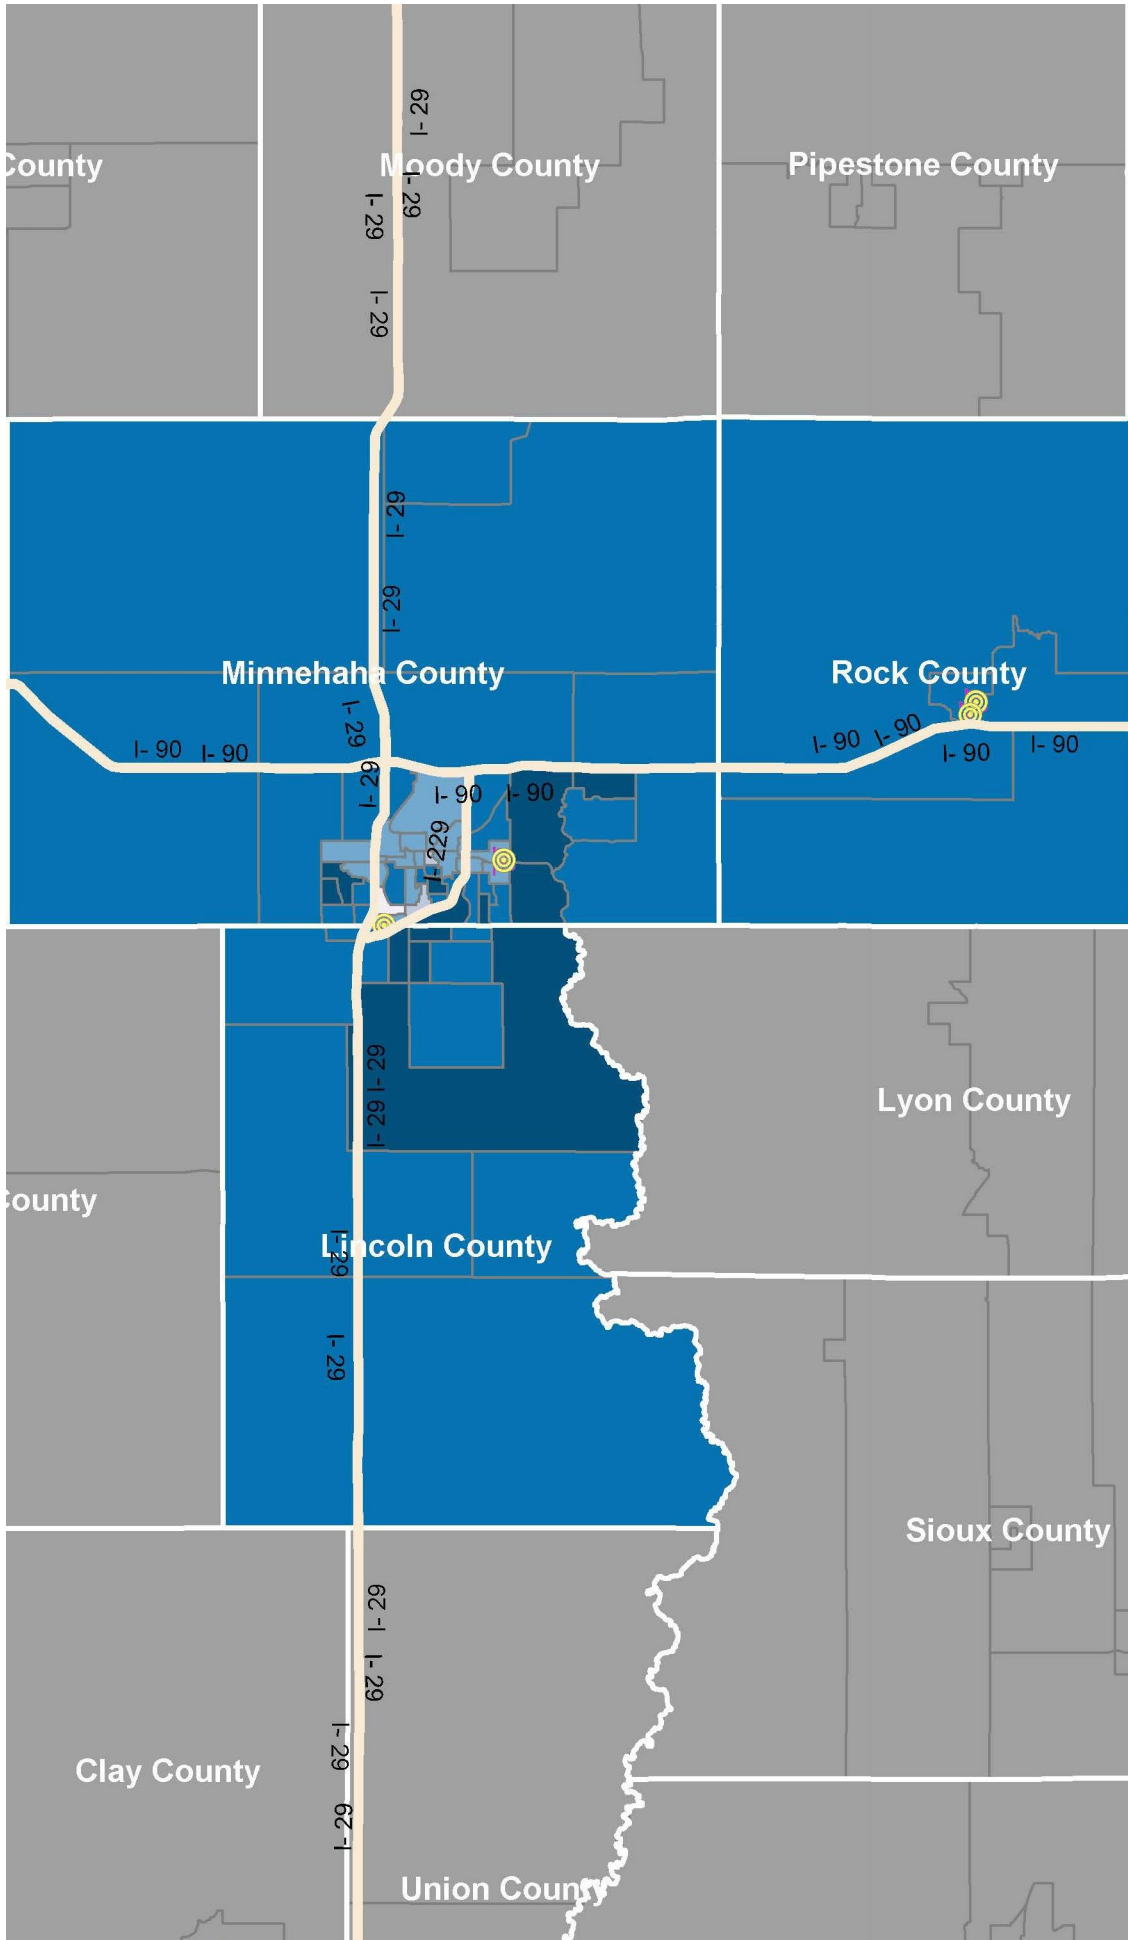 I- 29
County
Moody County
Pipestone County
I- 29
I- 29
I- 29
I- 29
I- 29
Minnehaha County
Rock County
I- 29
I- 90
I- 90
I- 90
I- 90
I- 90
I- 90
I- 29
I- 90
I- 90
I- 229
I- 29
Lyon County
I- 29
County
Lincoln County
I- 29
I- 29
Sioux County
I- 29
I- 29
I- 29
Clay County
I- 29
Union County